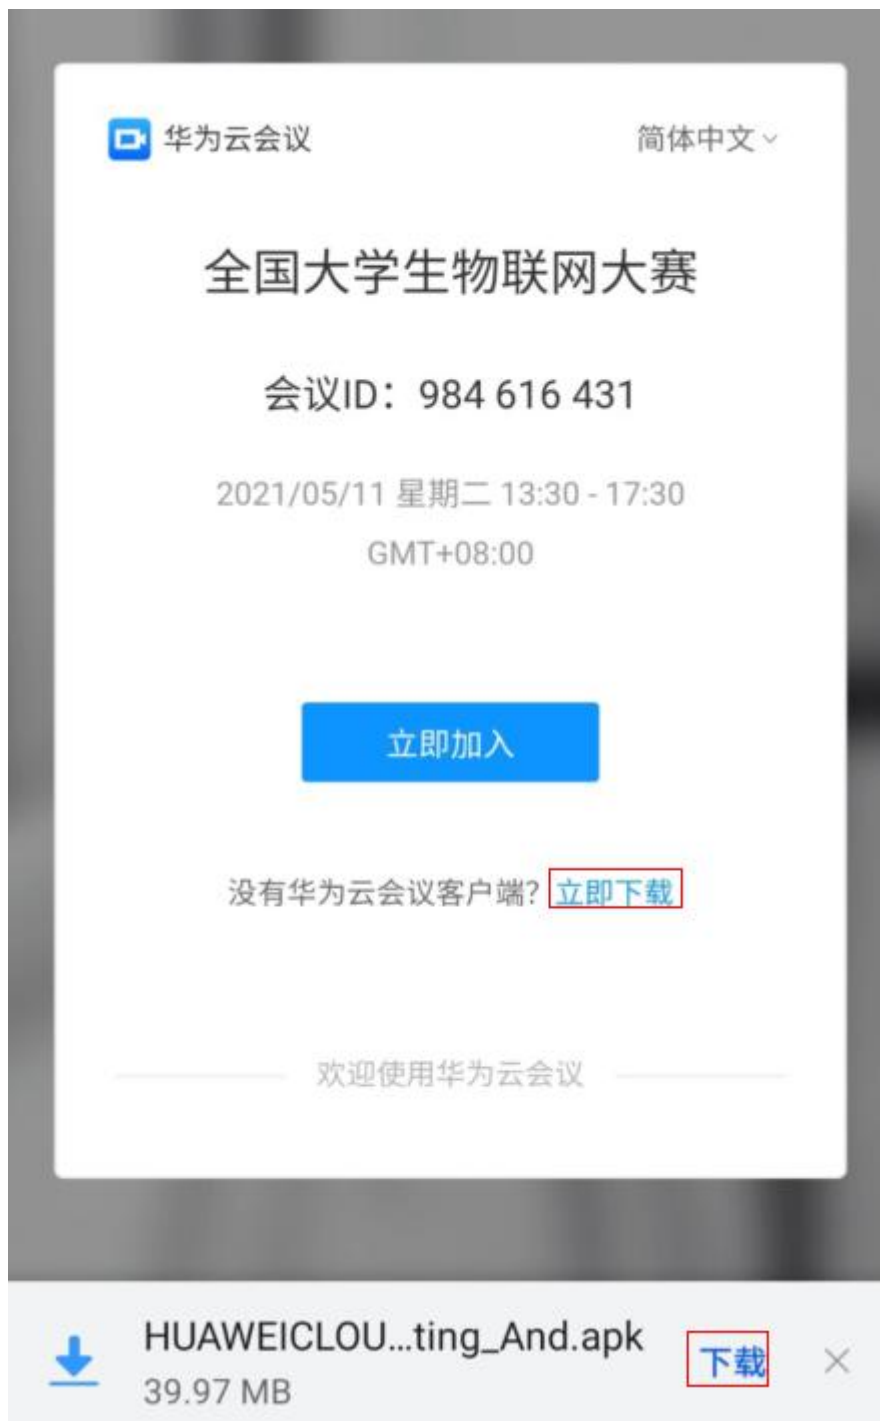 华为云会议 简体中文
全国大学生物联网大赛
会议ID：984 616 431
2021/05/11 星期二 13:30 - 17:30
GMT+08:00
立即加入
没有华为云会议客户端？立即下载
欢迎使用华为云会议
HUAWEICLOU...ting_And.apk
下载
39.97 MB